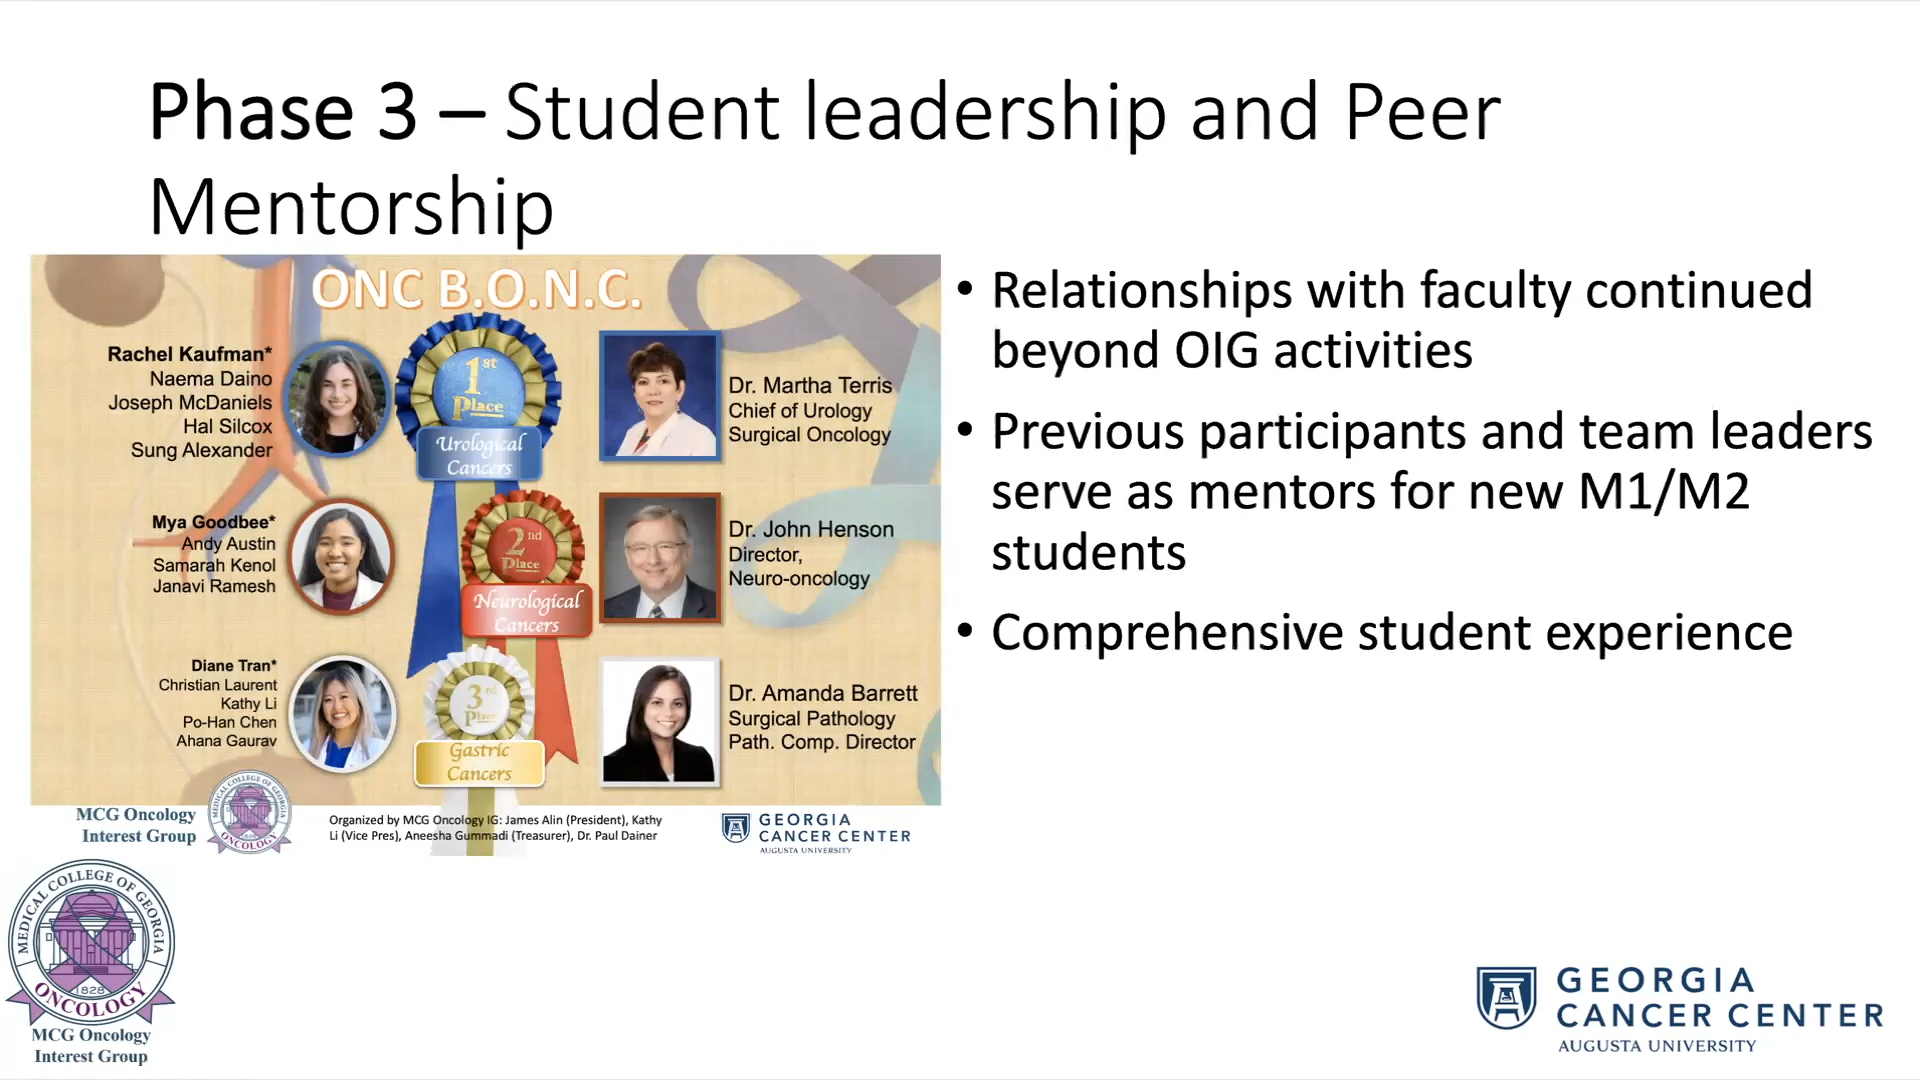 Phase 3 – Student leadership and Peer
Mentorship
ONC B.O.N.C.
Rachel Kaufman*
Naema Daino
Joseph McDaniels
Hal Silcox
Sung Alexander
1st
Place
Urological
Cancers
Dr. Martha Terris
Chief of Urology
Surgical Oncology
Mya Goodbee*
Andy Austin
Samarah Kenol
Janavi Ramesh
2nd
Place
Neurological
Cancers
Dr. John Henson
Director,
Neuro-oncology
Diane Tran*
Christian Laurent
Kathy Li
Po-Han Chen
Ahana Gaurav
3rd
Place
Gastric
Cancers
Dr. Amanda Barrett
Surgical Pathology
Path. Comp. Director
MCG Oncology
Interest Group
MEDICAL COLLEGE OF GEORGIA
ONCOLOGY
Organized by MCG Oncology IG: James Alin (President), Kathy
Li (Vice Pres), Aneesha Gummadi (Treasurer), Dr. Paul Dainer
GEORGIA
CANCER CENTER
AUGUSTA UNIVERSITY
• Relationships with faculty continued
beyond OIG activities
• Previous participants and team leaders
serve as mentors for new M1/M2
students
• Comprehensive student experience
MEDICAL COLLEGE OF GEORGIA
1828
ONCOLOGY
MCG Oncology
Interest Group
GEORGIA
CANCER CENTER
AUGUSTA UNIVERSITY